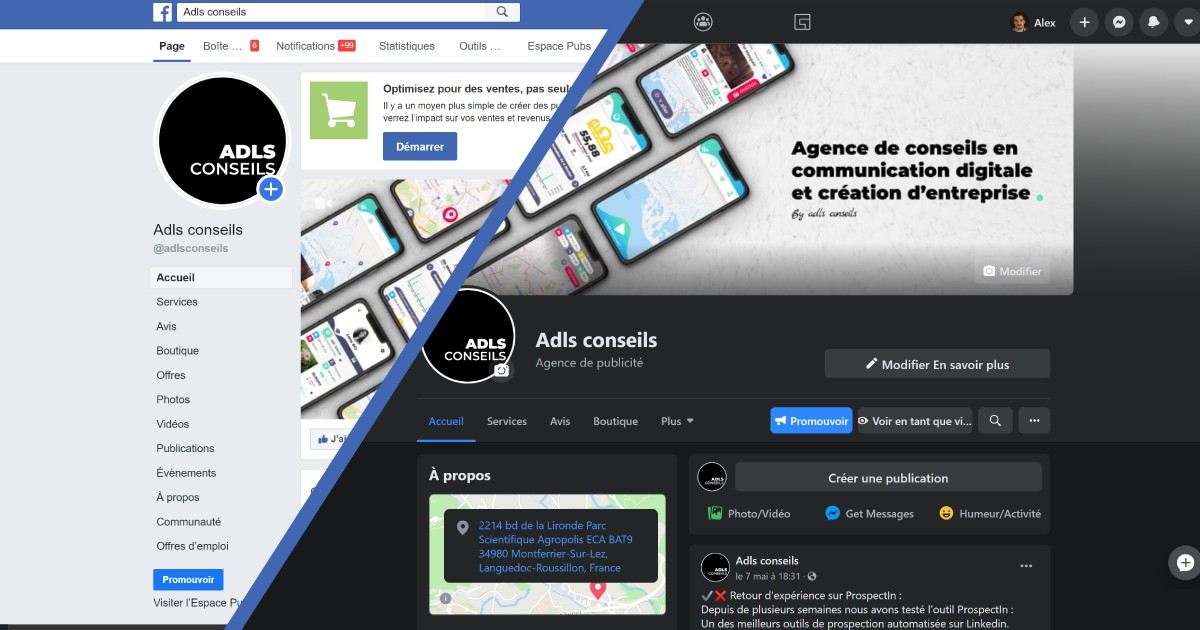 Adls conseils
Page
Boîte ...
6
Notifications
+99
Statistiques
Outils ...
Espace Pubs
ADLS
CONSEILS
Adls conseils
@adlsconseils
Accueil
Services
Avis
Boutique
Offres
Photos
Vidéos
Publications
Évènements
À propos
Communauté
Offres d'emploi
Promouvoir
Visiter l'Espace Pu
Optimisez pour des ventes, pas seul
Il y a un moyen plus simple de créer des pu
verrez l'impact sur vos ventes et revenus
Démarrer
J'ai
Alex
55,88
Agence de conseils en
communication digitale
et création d'entreprise
By adls conseils
Modifier
ADLS
CONSEILS
Adls conseils
Agence de publicité
Modifier En savoir plus
Accueil
Services
Avis
Boutique
Plus
Promouvoir
Voir en tant que vi...
À propos
2214 bd de la Lironde Parc
Scientifique Agropolis ECA BAT9
34980 Montferrier-Sur-Lez,
Languedoc-Roussillon, France
Créer une publication
Photo/Vidéo
Get Messages
Humeur/Activité
Adls conseils
le 7 mai à 18:31 ·
Retour d'expérience sur ProspectIn :
Depuis de plusieurs semaines nous avons testé l'outil ProspectIn :
Un des meilleurs outils de prospection automatisée sur Linkedin.